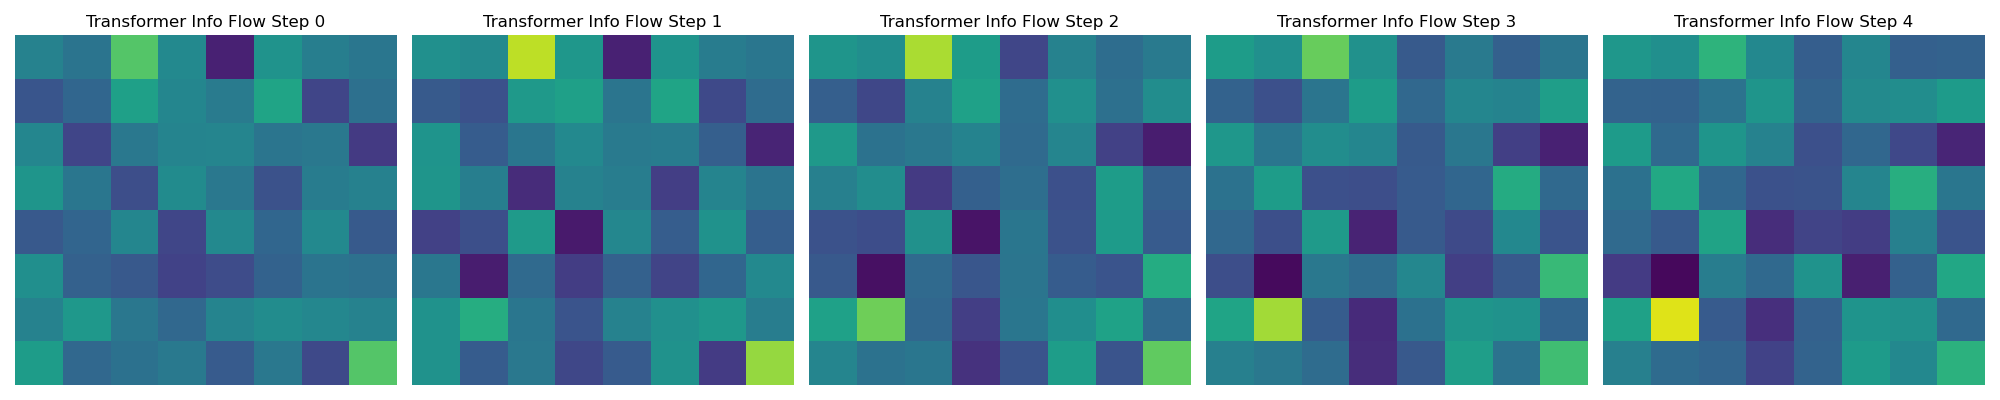 Transformer Info Flow Step 0
Transformer Info Flow Step 1
Transformer Info Flow Step 2
Transformer Info Flow Step 3
Transformer Info Flow Step 4